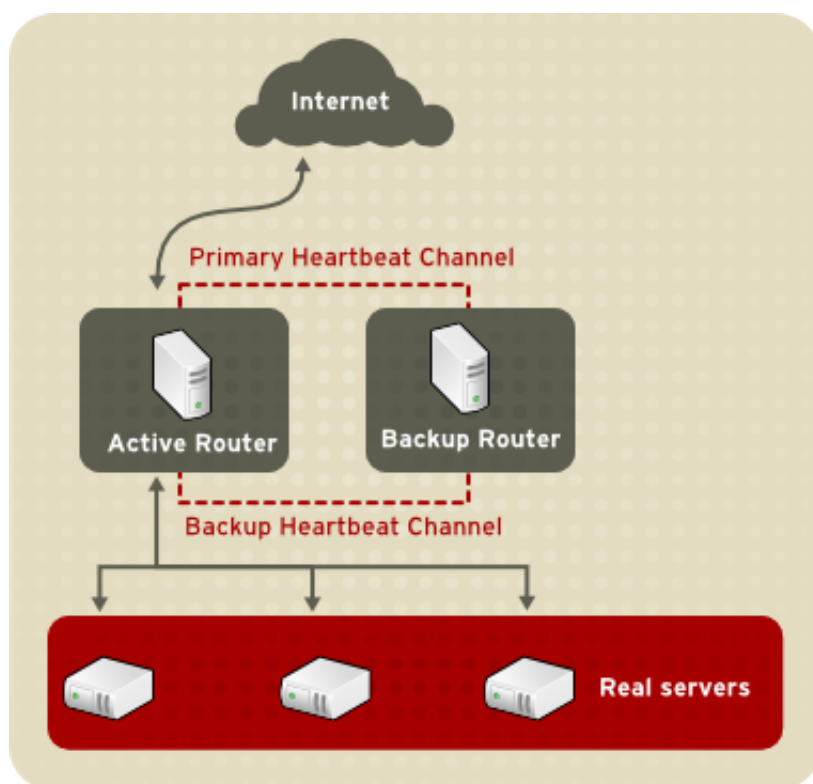 Internet
Primary Heartbeat Channel
Active Router
Backup Router
Backup Heartbeat Channel
Real servers